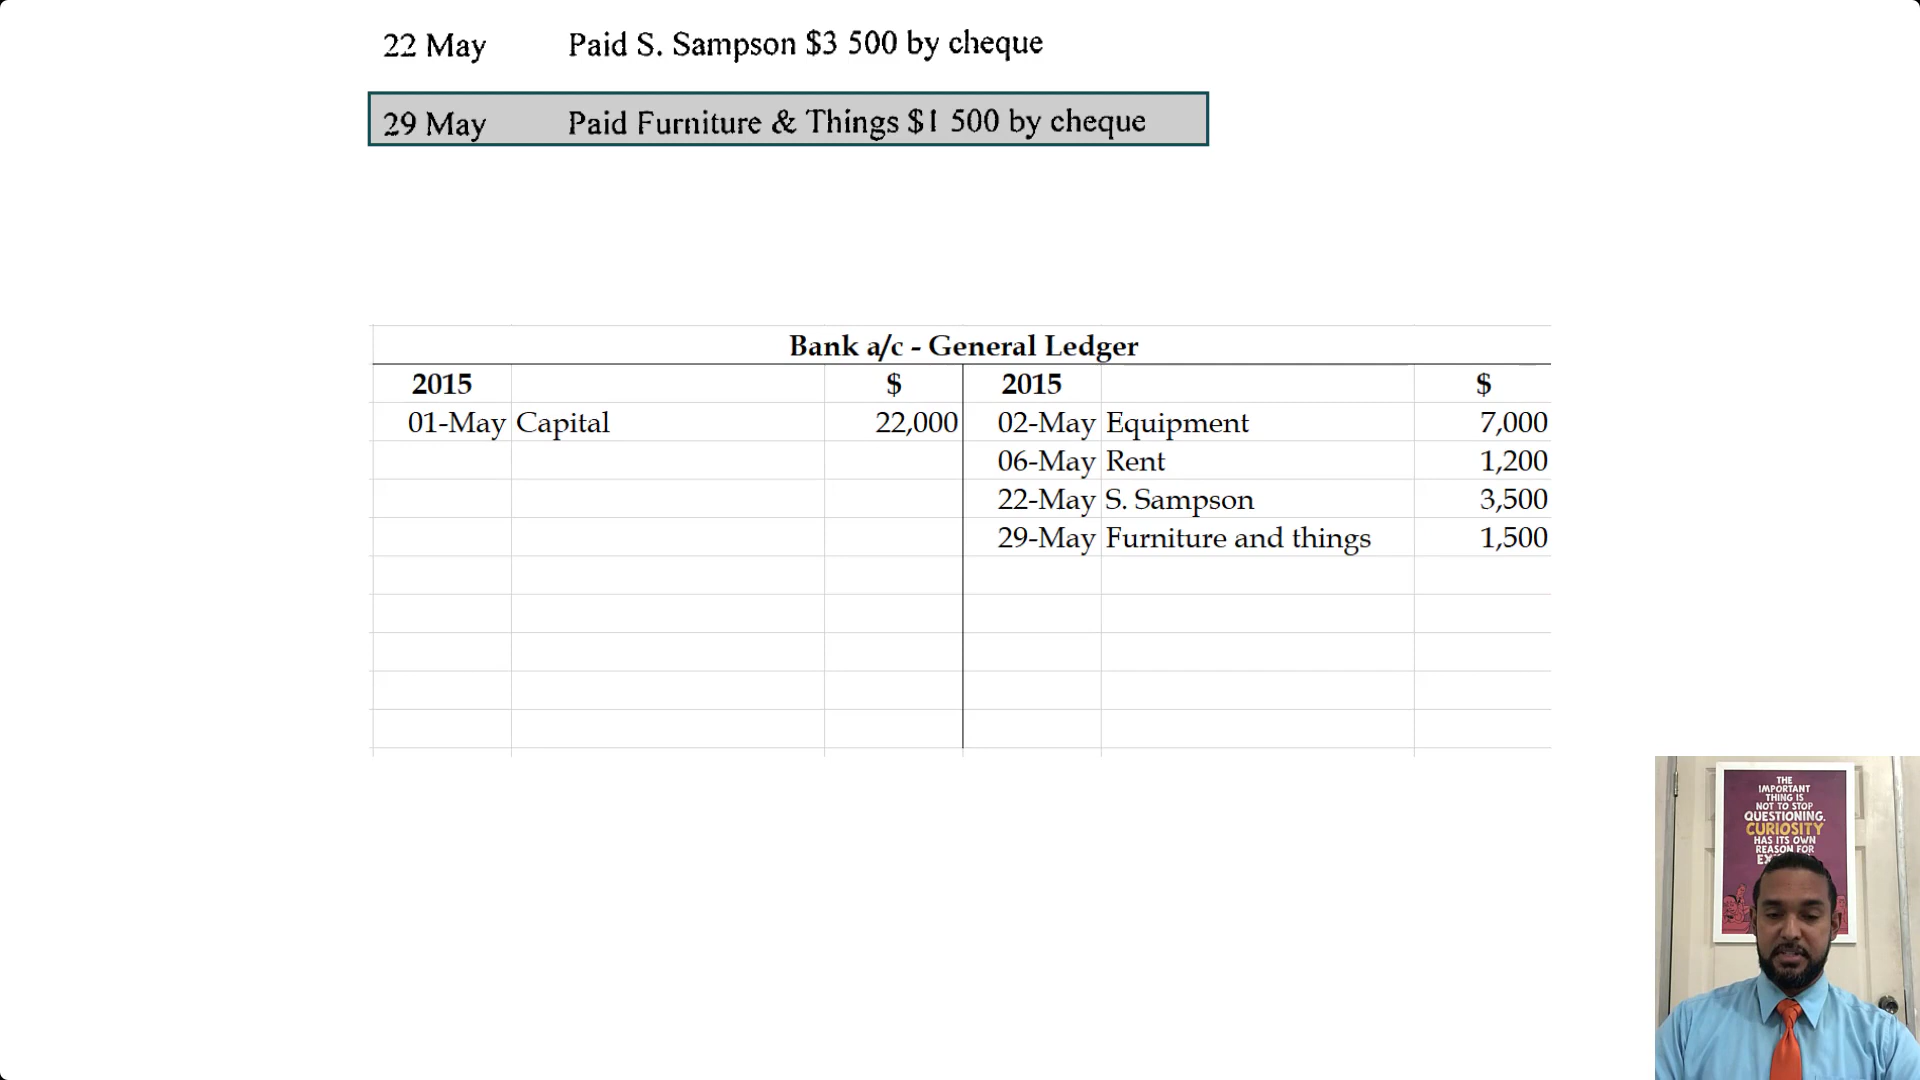 22 May Paid S. Sampson $3 500 by cheque
29 May Paid Furniture & Things $1 500 by cheque
Bank a/c - General Ledger
2015 $ 2015 $
01-May Capital 22,000 02-May Equipment 7,000
06-May Rent 1,200
22-May S. Sampson 3,500
29-May Furniture and things 1,500
THE
IMPORTANT
THING IS
NOT TO STOP
QUESTIONING.
CURIOSITY
HAS ITS OWN
REASON FOR